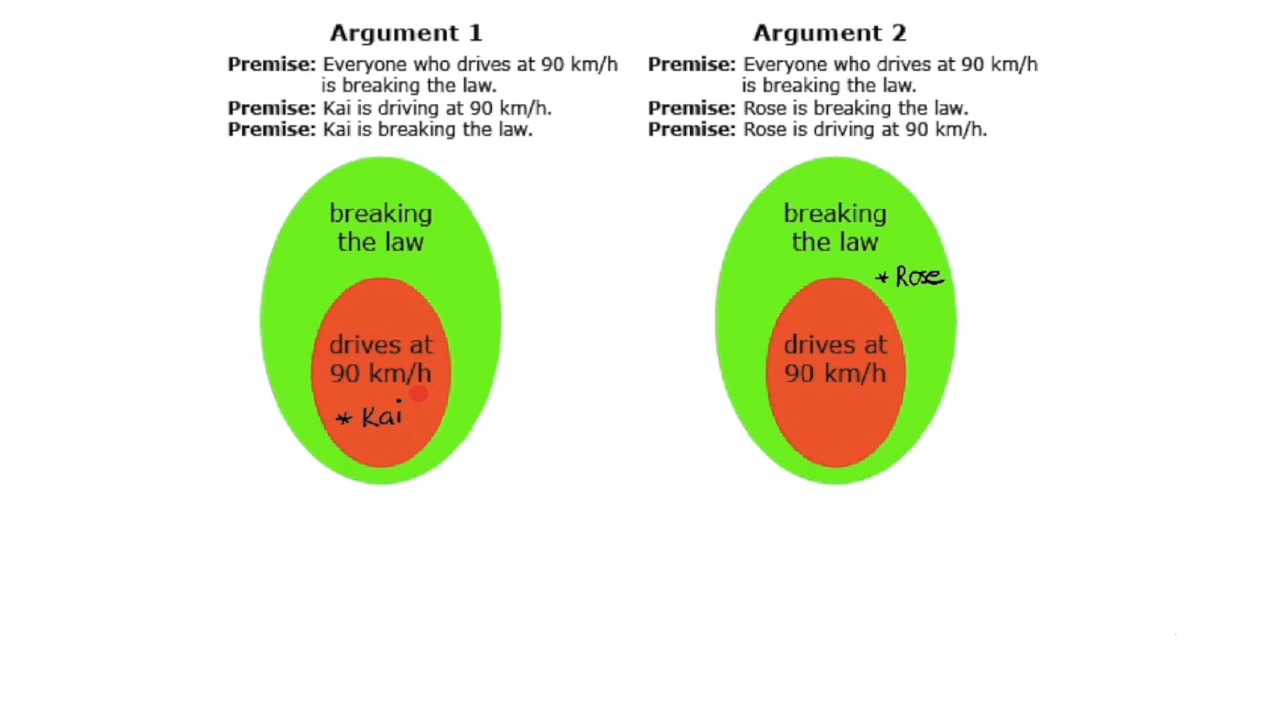 Argument 1
Premise: Everyone who drives at 90 km/h
is breaking the law.
Premise: Kai is driving at 90 km/h.
Premise: Kai is breaking the law.
breaking
the law
drives at
90 km/h
* Kai
Argument 2
Premise: Everyone who drives at 90 km/h
is breaking the law.
Premise: Rose is breaking the law.
Premise: Rose is driving at 90 km/h.
breaking
the law
* Rose
drives at
90 km/h